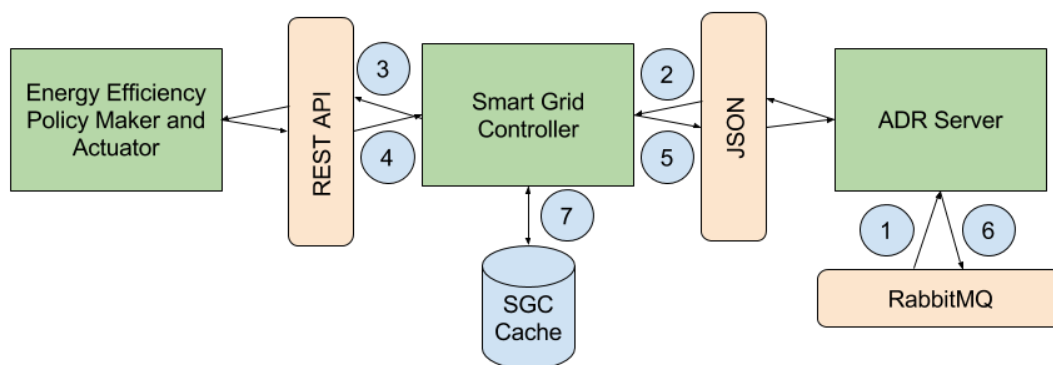 Energy Efficiency
Policy Maker and
Actuator
REST API
3
4
Smart Grid
Controller
2
5
JSON
ADR Server
7
1
6
SGC
Cache
RabbitMQ